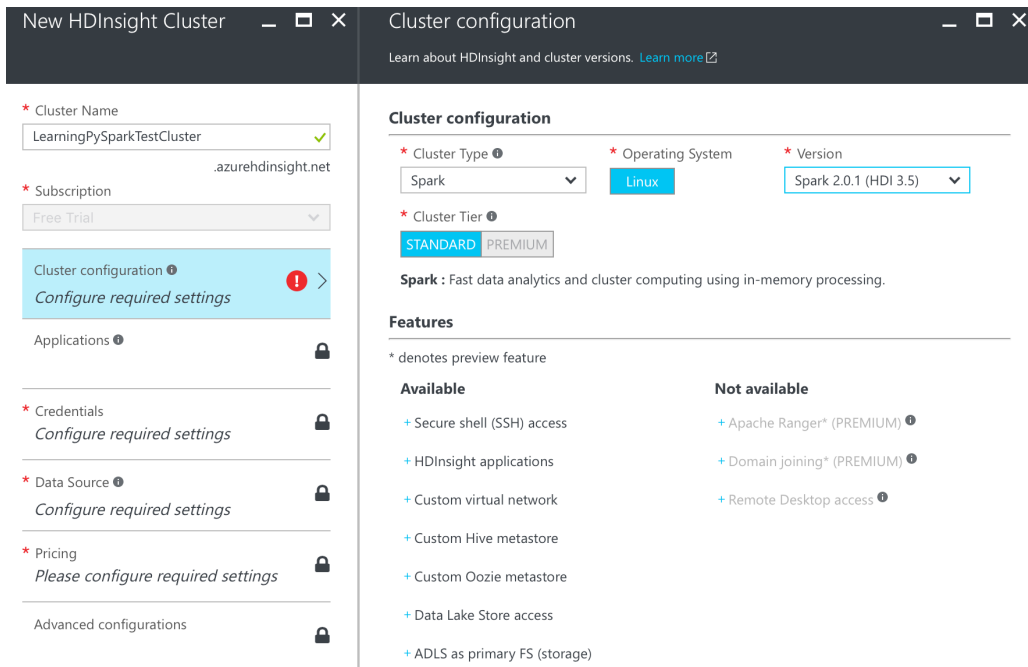 New HDInsight Cluster
* Cluster Name
LearningPySparkTestCluster
.azurehdinsight.net
* Subscription
Free Trial
Cluster configuration
Configure required settings
Applications
* Credentials
Configure required settings
* Data Source
Configure required settings
* Pricing
Please configure required settings
Advanced configurations
Cluster configuration
Learn about HDInsight and cluster versions. Learn more
Cluster configuration
* Cluster Type * Operating System * Version
Spark Linux Spark 2.0.1 (HDI 3.5)
* Cluster Tier
STANDARD PREMIUM
Spark : Fast data analytics and cluster computing using in-memory processing.
Features
* denotes preview feature
Available
+ Secure shell (SSH) access
+ HDInsight applications
+ Custom virtual network
+ Custom Hive metastore
+ Custom Oozie metastore
+ Data Lake Store access
+ ADLS as primary FS (storage)
Not available
+ Apache Ranger* (PREMIUM)
+ Domain joining* (PREMIUM)
+ Remote Desktop access